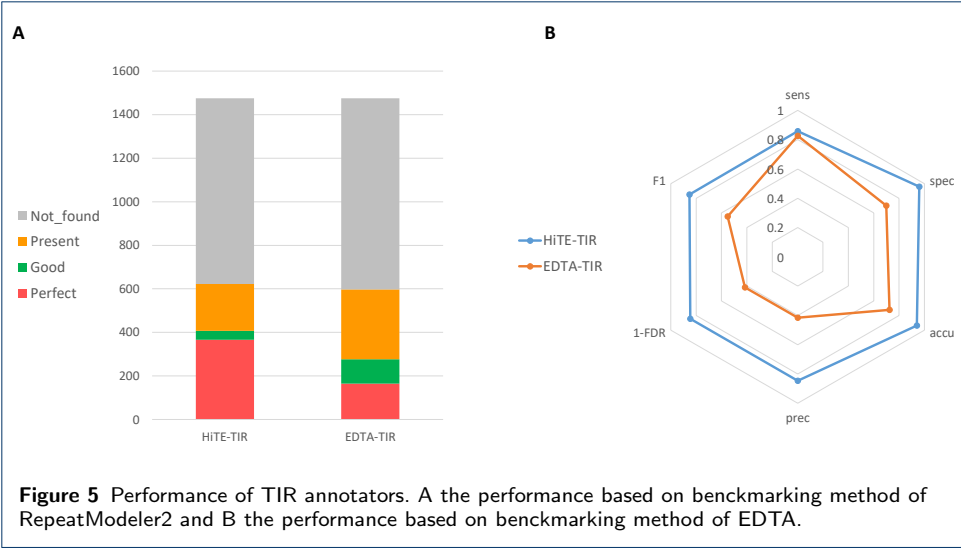 A
B
1600
1400
1200
1000
800
600
400
200
0
Not_found
Present
Good
Perfect
HiTE-TIR
EDTA-TIR
sens
1
0.8
0.6
0.4
0.2
0
F1
spec
1-FDR
accu
prec
HiTE-TIR
EDTA-TIR
Figure 5 Performance of TIR annotators. A the performance based on benckmarking method of
RepeatModeler2 and B the performance based on benckmarking method of EDTA.